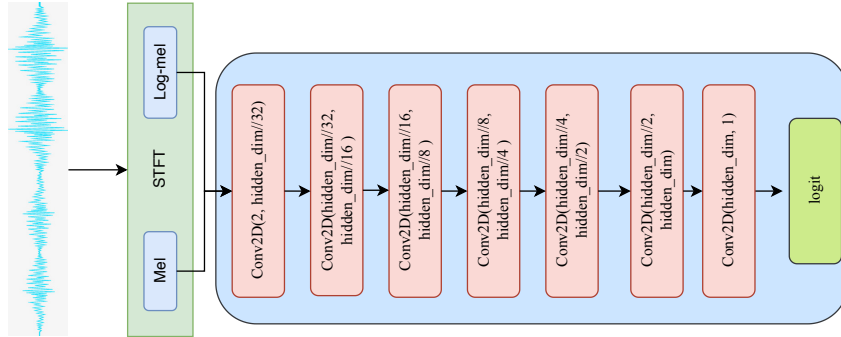 Log-mel
STFT
Mel
Conv2D(2, hidden_dim//32)
Conv2D(hidden_dim//32,
hidden_dim//16 )
Conv2D(hidden_dim//16,
hidden_dim//8 )
Conv2D(hidden_dim//8,
hidden_dim//4 )
Conv2D(hidden_dim//4,
hidden_dim//2)
Conv2D(hidden_dim//2,
hidden_dim)
Conv2D(hidden_dim, 1)
logit